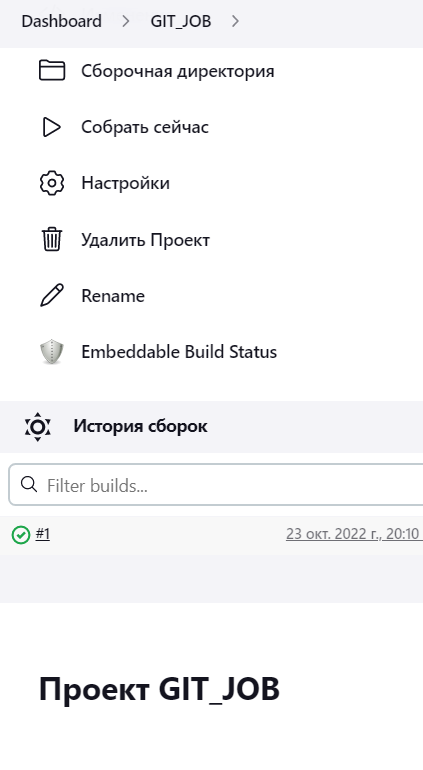 Dashboard > GIT_JOB >
Сборочная директория
Собрать сейчас
Настройки
Удалить Проект
Rename
Embeddable Build Status
История сборок
Filter builds...
#1 23 окт. 2022 г., 20:10
Проект GIT_JOB